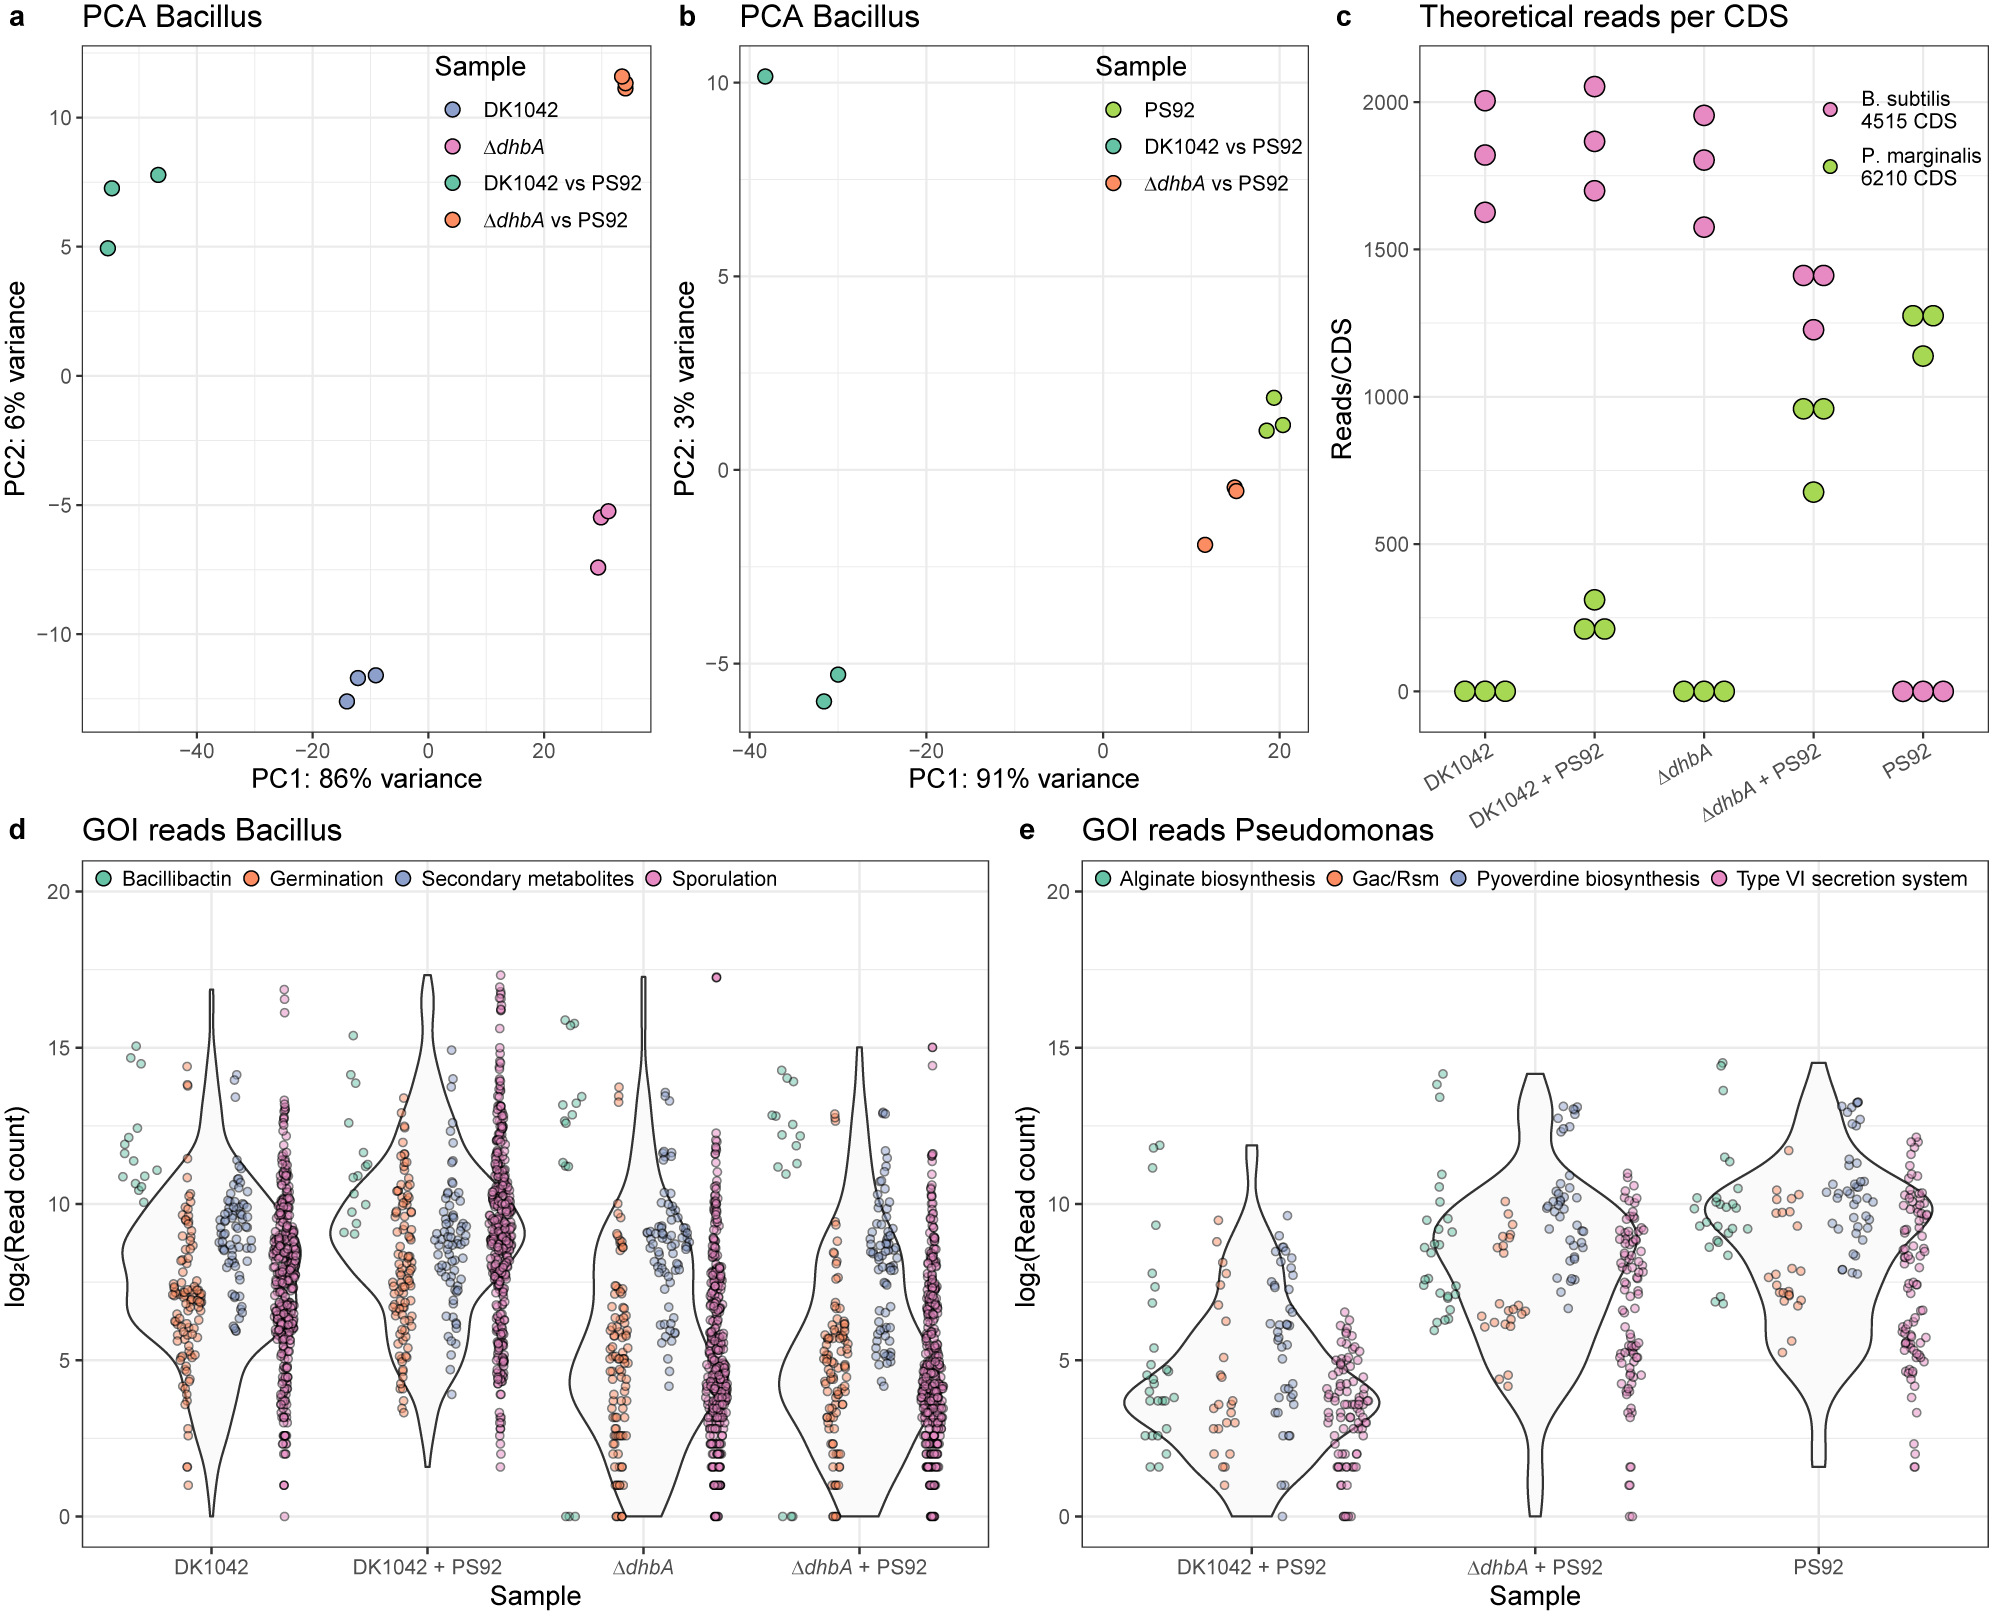 a PCA Bacillus
Sample
DK1042
ΔdhbA
DK1042 vs PS92
ΔdhbA vs PS92
10
5
0
−5
−10
PC2: 6% variance
−40 −20 0 20
PC1: 86% variance
b PCA Bacillus
Sample
PS92
DK1042 vs PS92
ΔdhbA vs PS92
10
5
0
−5
PC2: 3% variance
−40 −20 0 20
PC1: 91% variance
c Theoretical reads per CDS
B. subtilis
4515 CDS
P. marginalis
6210 CDS
2000
1500
1000
500
0
Reads/CDS
DK1042
DK1042 + PS92
ΔdhbA
ΔdhbA + PS92
PS92
d GOI reads Bacillus
Bacillibactin Germination Secondary metabolites Sporulation
20
15
10
5
0
log₂(Read count)
DK1042 DK1042 + PS92 ΔdhbA ΔdhbA + PS92
Sample
e GOI reads Pseudomonas
Alginate biosynthesis Gac/Rsm Pyoverdine biosynthesis Type VI secretion system
20
15
10
5
0
log₂(Read count)
DK1042 + PS92 ΔdhbA + PS92 PS92
Sample